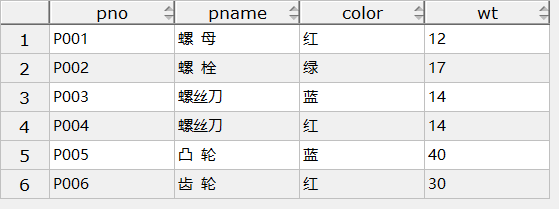 pno pname color wt
1 P001 螺 母 红 12
2 P002 螺 栓 绿 17
3 P003 螺丝刀 蓝 14
4 P004 螺丝刀 红 14
5 P005 凸 轮 蓝 40
6 P006 齿 轮 红 30